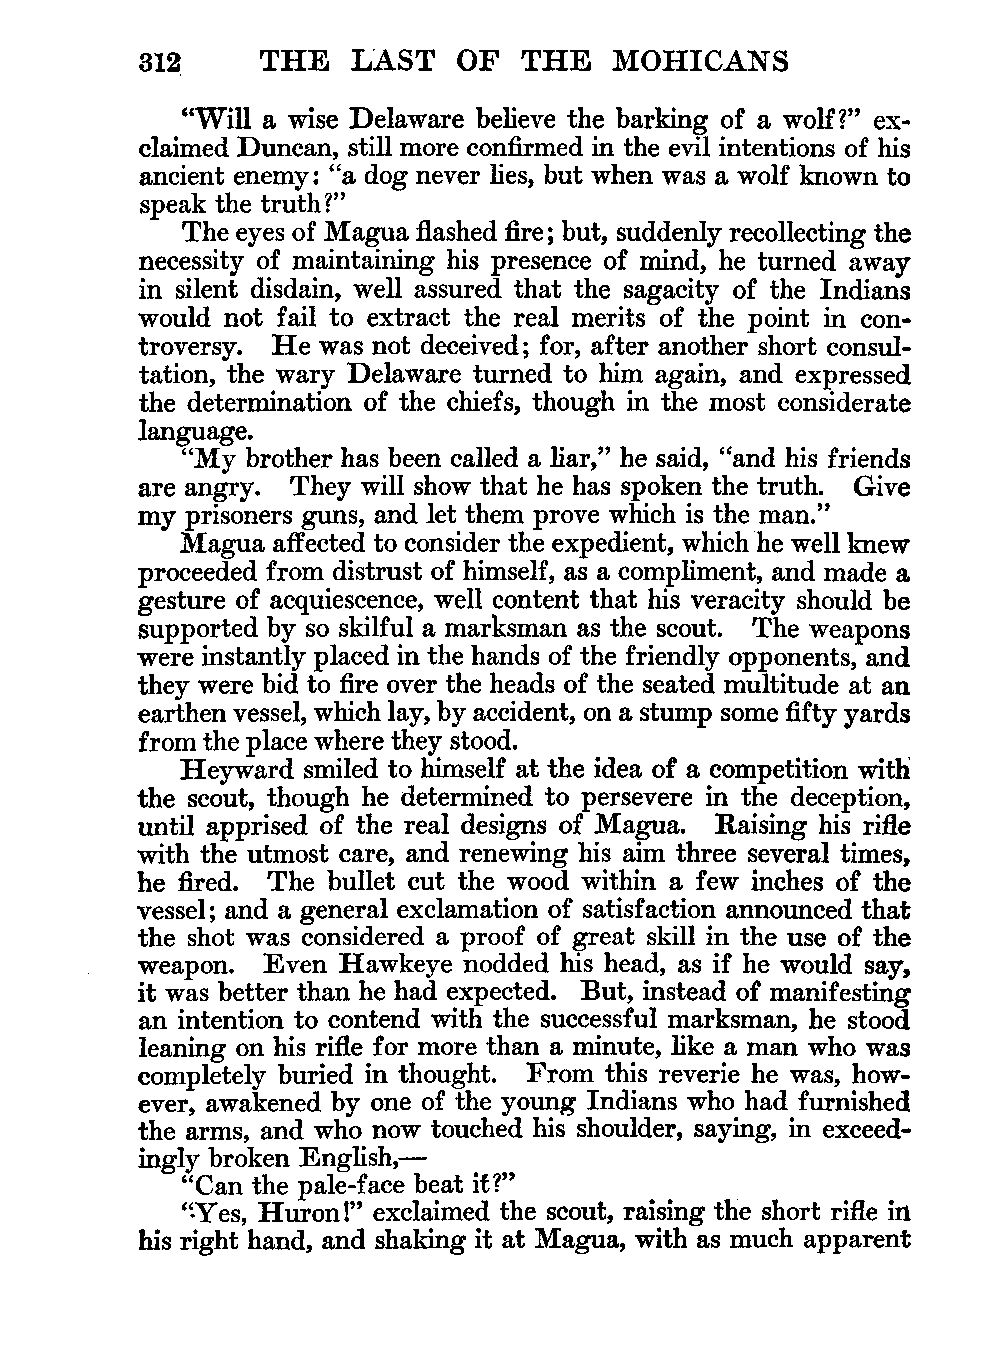 312 THE LAST OF THE MOHICANS
“Will a wise Delaware believe the barking of a wolf?” ex-
claimed Duncan, still more confirmed in the evil intentions of his
ancient enemy: “a dog never lies, but when was a wolf known to
speak the truth?”
The eyes of Magua flashed fire; but, suddenly recollecting the
necessity of maintaining his presence of mind, he turned away
in silent disdain, well assured that the sagacity of the Indians
would not fail to extract the real merits of the point in con-
troversy. He was not deceived; for, after another short consul-
tation, the wary Delaware turned to him again, and expressed
the determination of the chiefs, though in the most considerate
language.
“My brother has been called a liar,” he said, “and his friends
are angry. They will show that he has spoken the truth. Give
my prisoners guns, and let them prove which is the man.”
Magua affected to consider the expedient, which he well knew
proceeded from distrust of himself, as a compliment, and made a
gesture of acquiescence, well content that his veracity should be
supported by so skilful a marksman as the scout. The weapons
were instantly placed in the hands of the friendly opponents, and
they were bid to fire over the heads of the seated multitude at an
earthen vessel, which lay, by accident, on a stump some fifty yards
from the place where they stood.
Heyward smiled to himself at the idea of a competition with
the scout, though he determined to persevere in the deception,
until apprised of the real designs of Magua. Raising his rifle
with the utmost care, and renewing his aim three several times,
he fired. The bullet cut the wood within a few inches of the
vessel; and a general exclamation of satisfaction announced that
the shot was considered a proof of great skill in the use of the
weapon. Even Hawkeye nodded his head, as if he would say,
it was better than he had expected. But, instead of manifesting
an intention to contend with the successful marksman, he stood
leaning on his rifle for more than a minute, like a man who was
completely buried in thought. From this reverie he was, how-
ever, awakened by one of the young Indians who had furnished
the arms, and who now touched his shoulder, saying, in exceed-
ingly broken English,—
“Can the pale-face beat it?”
“Yes, Huron!” exclaimed the scout, raising the short rifle in
his right hand, and shaking it at Magua, with as much apparent